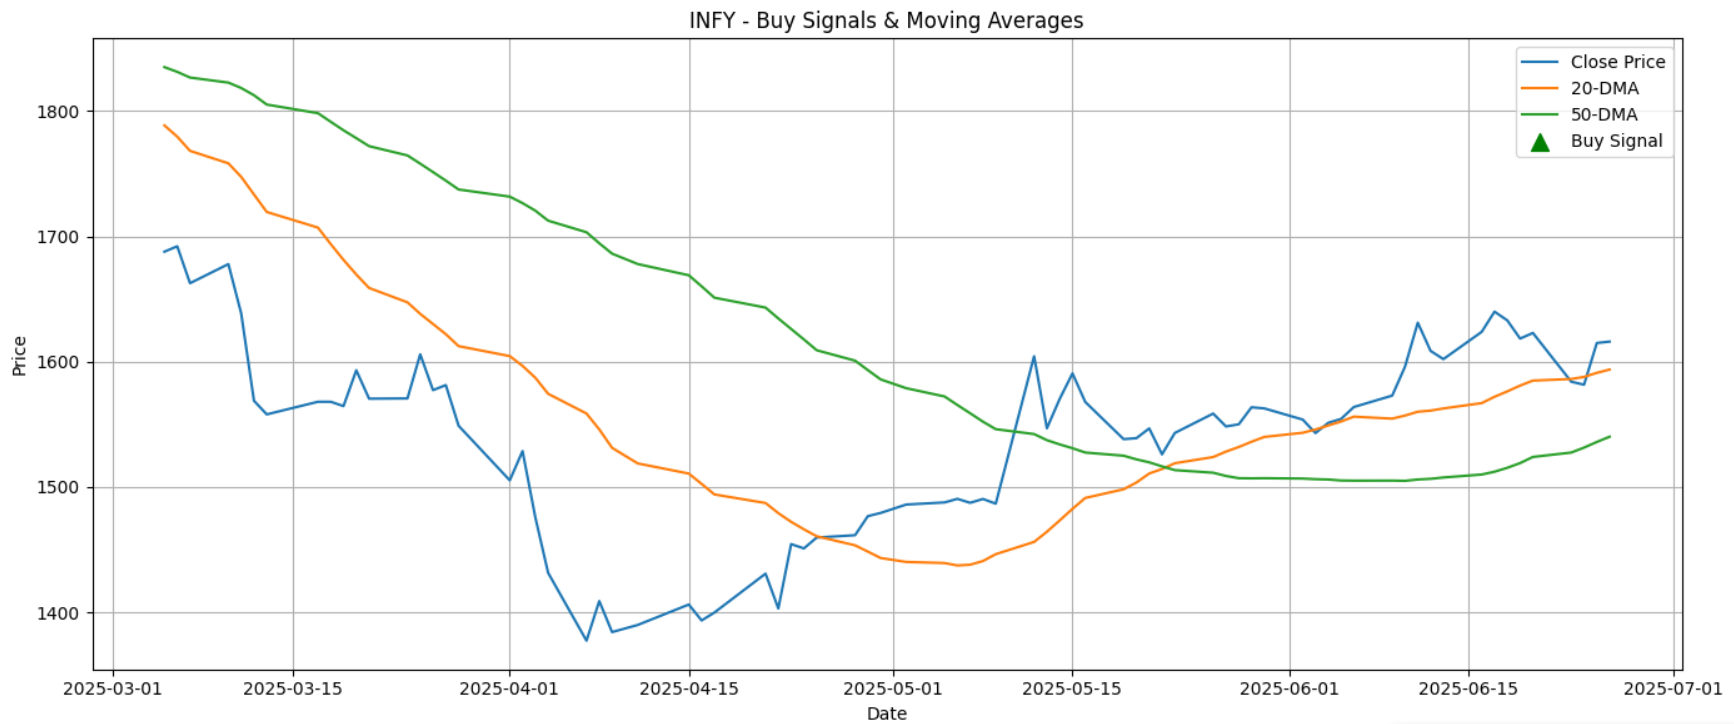 INFY - Buy Signals & Moving Averages
Close Price
20-DMA
50-DMA
Buy Signal
Price
1800
1700
1600
1500
1400
2025-03-01
2025-03-15
2025-04-01
2025-04-15
2025-05-01
2025-05-15
2025-06-01
2025-06-15
2025-07-01
Date